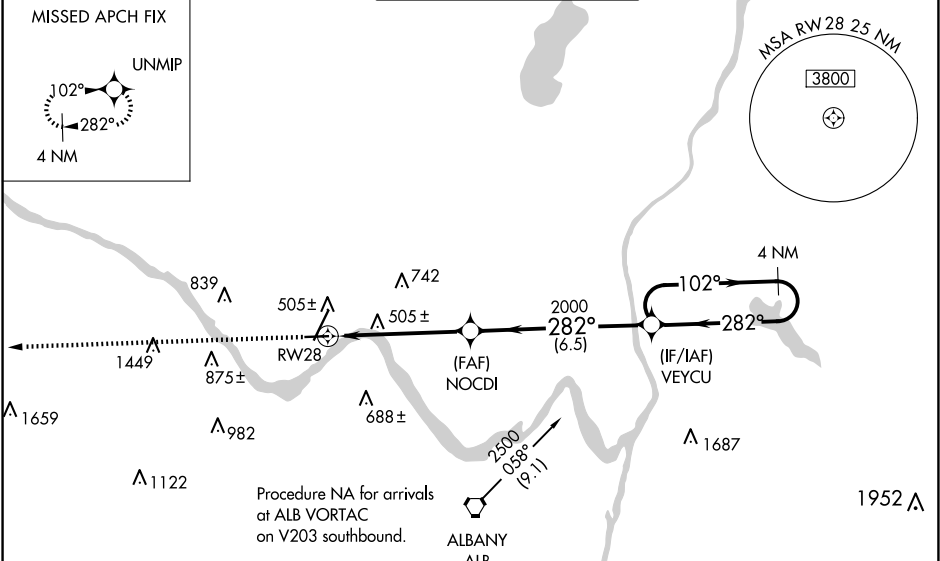 MISSED APCH FIX
UNMIP
102°
282°
4 NM
MSA RW28 25 NM
3800
4 NM
102°
282°
(IF/IAF)
VEYCU
2000
282°
(6.5)
(FAF)
NOCDI
742
839
505±
505±
RW28
1449
875±
1659
982
688±
1122
1687
1952
2500
058°
(9.1)
Procedure NA for arrivals
at ALB VORTAC
on V203 southbound.
ALBANY
ALB